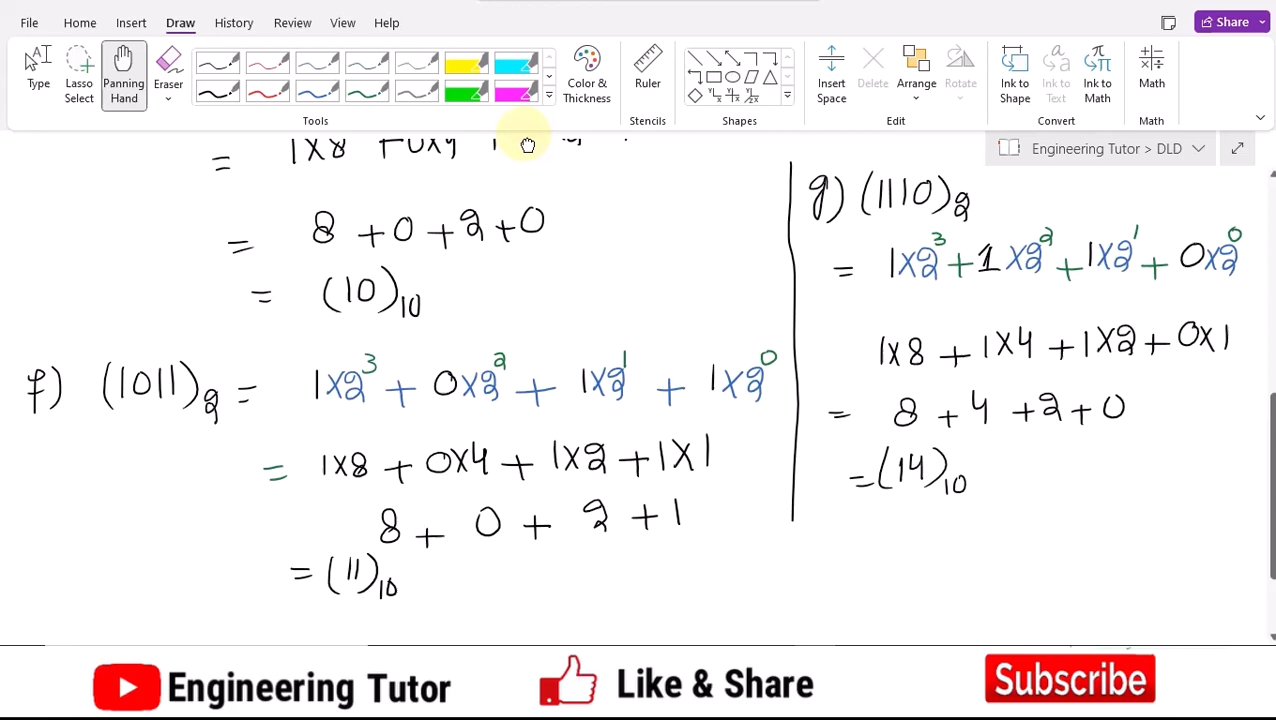 File Home Insert Draw History Review View Help Share
Type Lasso Select Panning Hand Eraser Color & Thickness Ruler Insert Space Delete Arrange Rotate Ink to Shape Ink to Text Ink to Math Math
Tools Stencils Shapes Edit Convert Math
Engineering Tutor > DLD
= 1x8 +0x4
= 8 +0 +2+0
= (10)10
f) (1011)2 = 1x2^3 + 0x2^2 + 1x2^1 + 1x2^0
= 1x8 + 0x4 + 1x2 + 1x1
8 + 0 + 2 + 1
= (11)10
g) (1110)2
= 1x2^3 + 1x2^2 + 1x2^1 + 0x2^0
1x8 + 1x4 + 1x2 + 0x1
= 8 + 4 + 2 + 0
= (14)10
Engineering Tutor Like & Share Subscribe